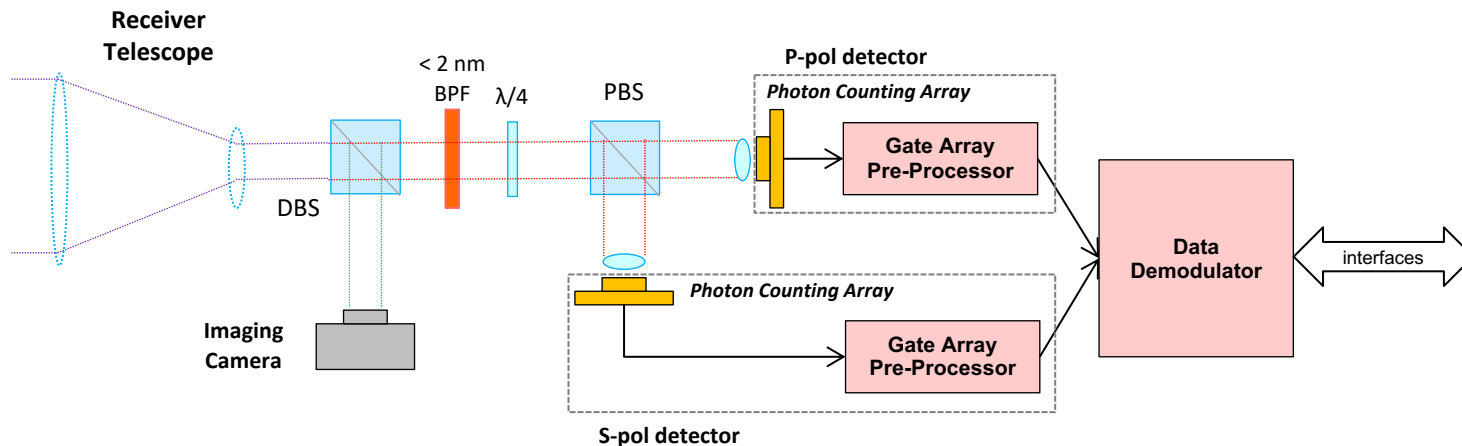 Receiver
Telescope
< 2 nm
BPF
λ/4
PBS
DBS
Imaging
Camera
P-pol detector
Photon Counting Array
Gate Array
Pre-Processor
Photon Counting Array
Gate Array
Pre-Processor
S-pol detector
Data
Demodulator
interfaces